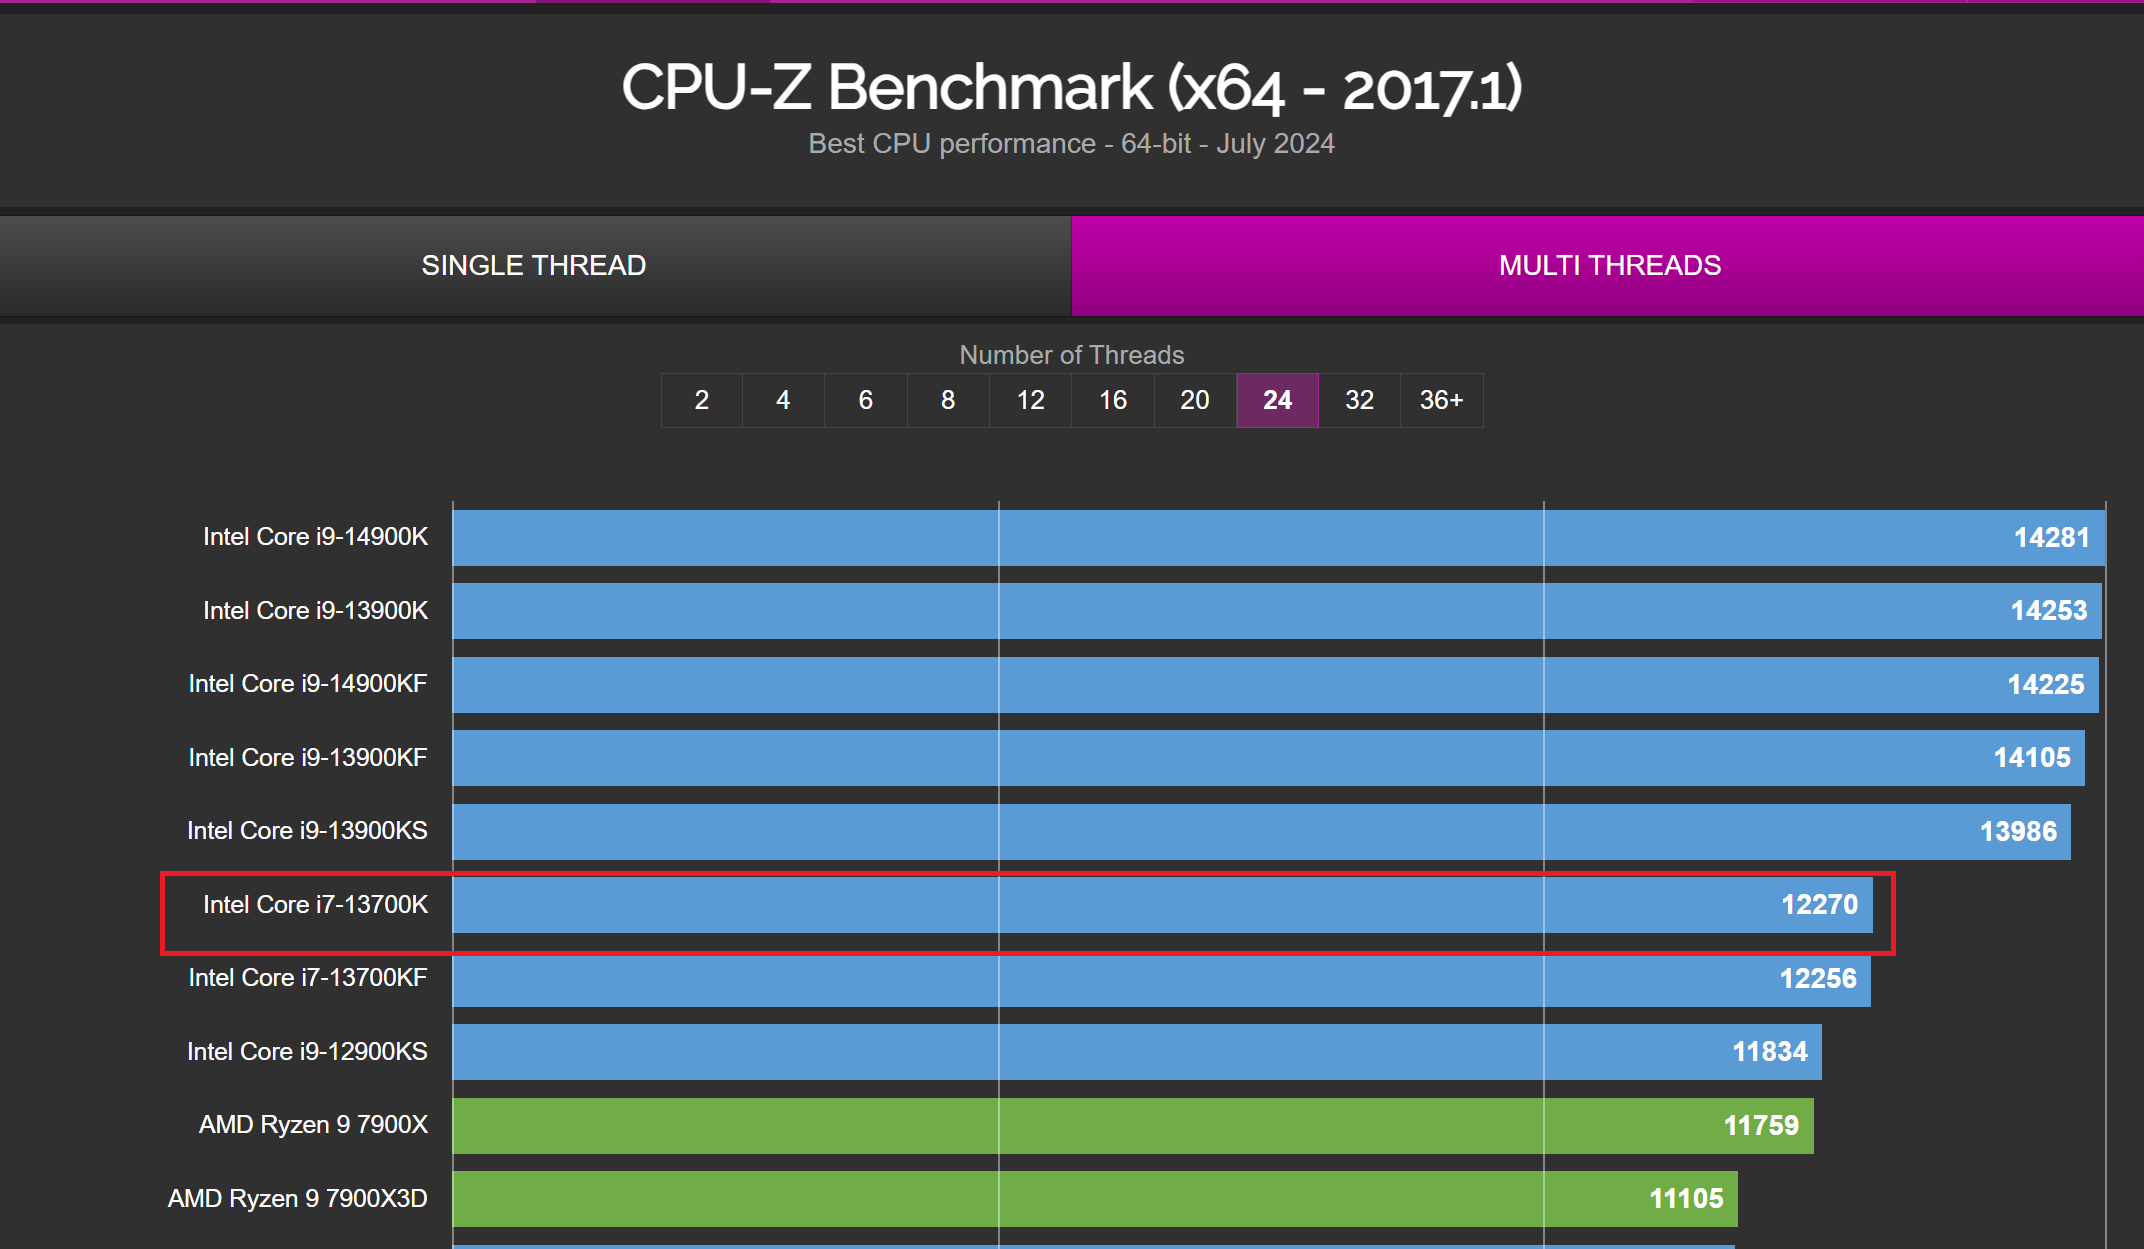 CPU-Z Benchmark (x64 - 2017.1)
Best CPU performance - 64-bit - July 2024
SINGLE THREAD MULTI THREADS
Number of Threads
2 4 6 8 12 16 20 24 32 36+
Intel Core i9-14900K 14281
Intel Core i9-13900K 14253
Intel Core i9-14900KF 14225
Intel Core i9-13900KF 14105
Intel Core i9-13900KS 13986
Intel Core i7-13700K 12270
Intel Core i7-13700KF 12256
Intel Core i9-12900KS 11834
AMD Ryzen 9 7900X 11759
AMD Ryzen 9 7900X3D 11105